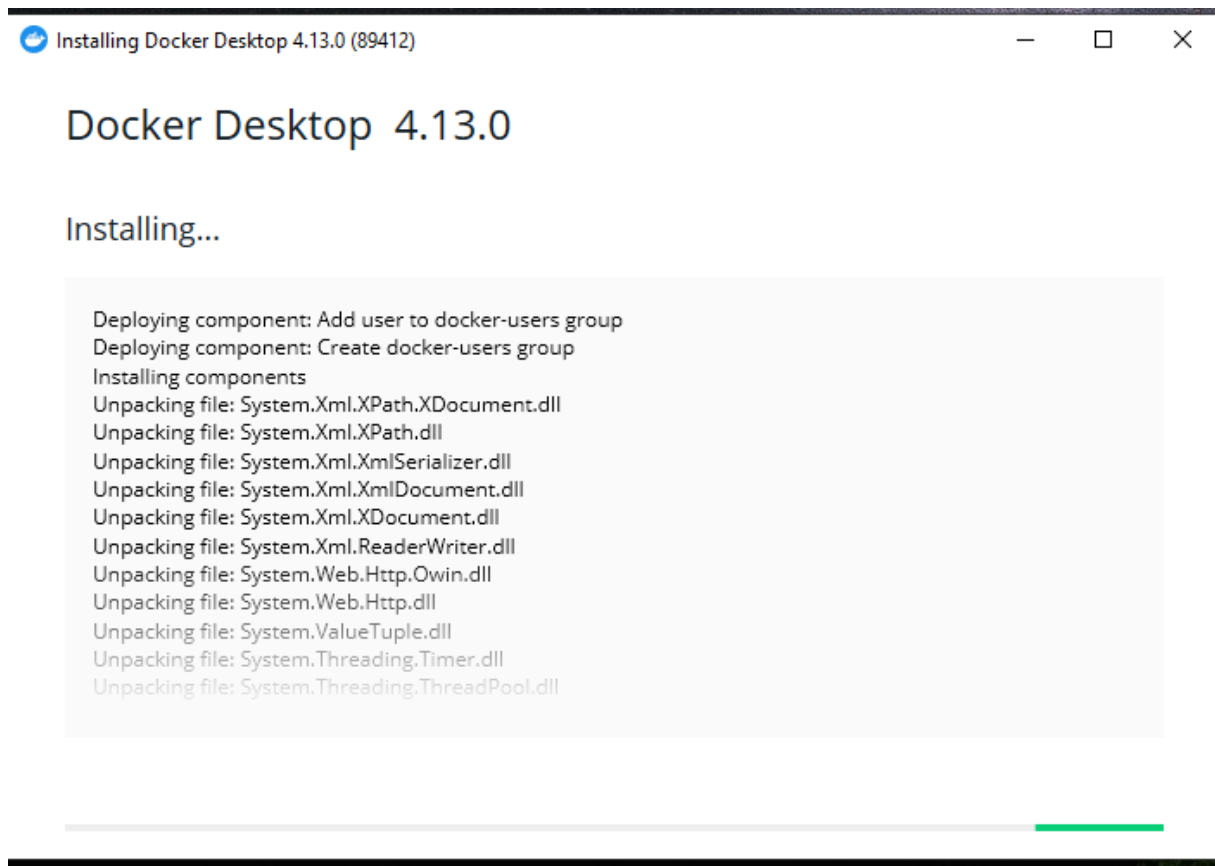 Installing Docker Desktop 4.13.0 (89412)
Docker Desktop 4.13.0
Installing...
Deploying component: Add user to docker-users group
Deploying component: Create docker-users group
Installing components
Unpacking file: System.Xml.XPath.XDocument.dll
Unpacking file: System.Xml.XPath.dll
Unpacking file: System.Xml.XmlSerializer.dll
Unpacking file: System.Xml.XmlDocument.dll
Unpacking file: System.Xml.XDocument.dll
Unpacking file: System.Xml.ReaderWriter.dll
Unpacking file: System.Web.Http.Owin.dll
Unpacking file: System.Web.Http.dll
Unpacking file: System.ValueTuple.dll
Unpacking file: System.Threading.Timer.dll
Unpacking file: System.Threading.ThreadPool.dll